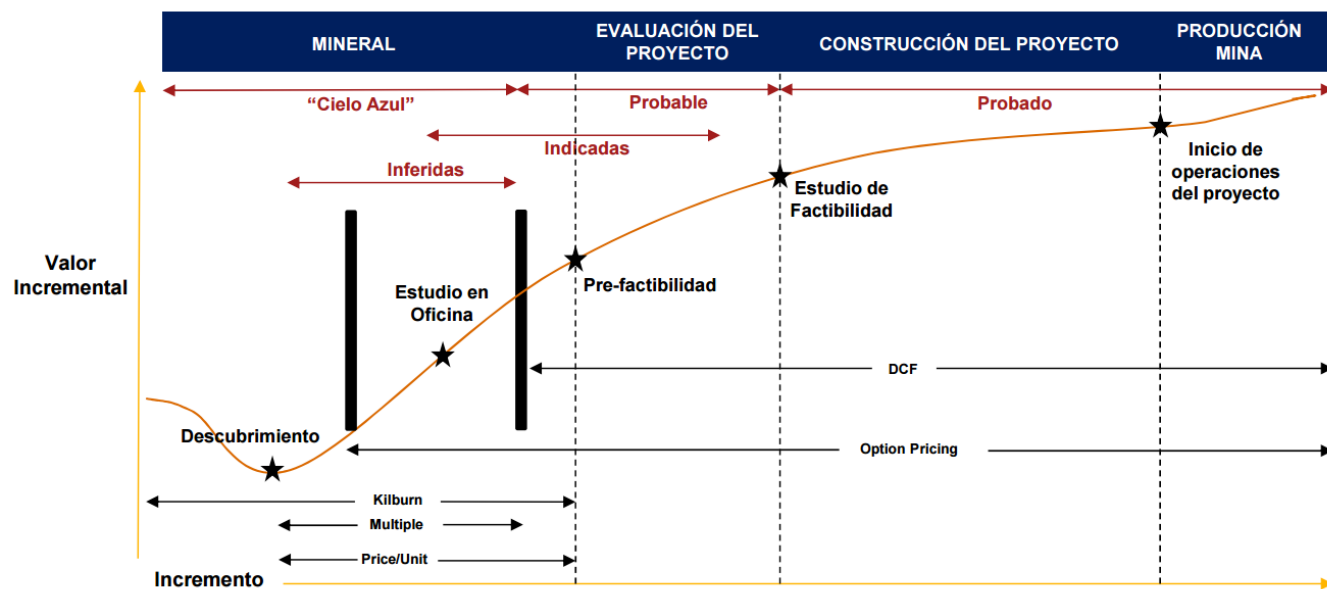 MINERAL
EVALUACIÓN DEL
PROYECTO
CONSTRUCCIÓN DEL PROYECTO
PRODUCCIÓN
MINA
“Cielo Azul”
Probable
Probado
Indicadas
Inferidas
Inicio de
operaciones
del proyecto
Estudio de
Factibilidad
Valor
Incremental
Pre-factibilidad
Estudio en
Oficina
DCF
Descubrimiento
Option Pricing
Kilburn
Multiple
Price/Unit
Incremento